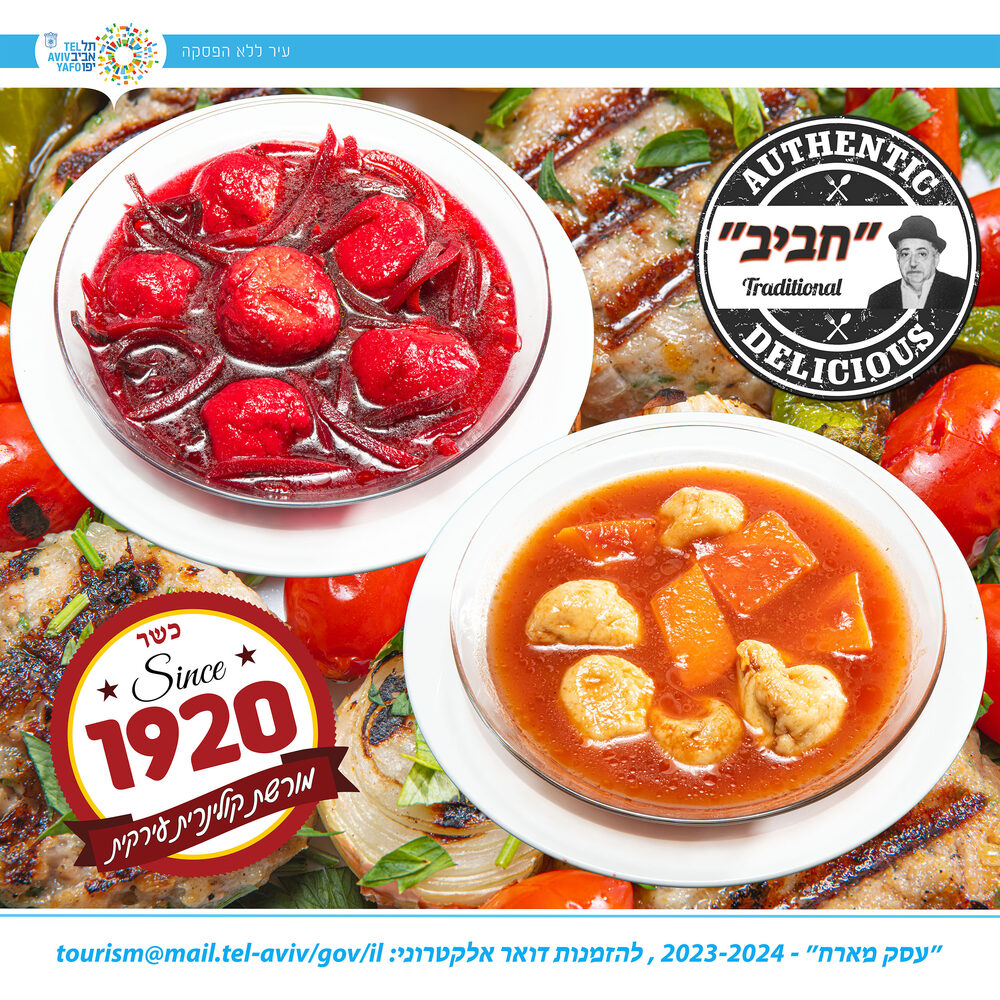 TEL תל
AVIV אביב
YAFO יפו
עיר ללא הפסקה
AUTHENTIC
"חביב"
Traditional
DELICIOUS
כשר
Since
1920
מורשת קולינרית עירקית
"עסק מארח" - 2023-2024 , להזמנות דואר אלקטרוני: tourism@mail.tel-aviv/gov/il